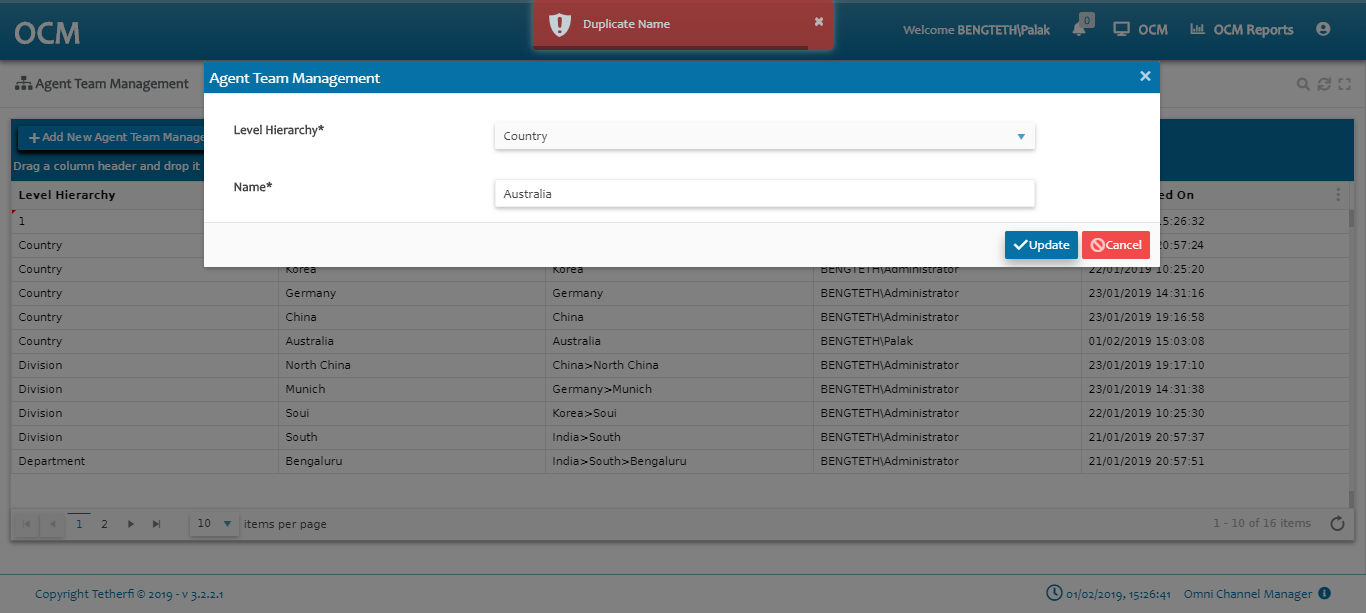 OCM
Duplicate Name
Welcome BENGTETH\Palak
0
OCM
OCM Reports
Agent Team Management
Agent Team Management
Level Hierarchy*
Country
Name*
Australia
Update
Cancel
Add New Agent Team Manage
Drag a column header and drop it
Level Hierarchy ed On
1 5:26:32
Country 20:57:24
Country Korea Korea BENGTETH\Administrator 22/01/2019 10:25:20
Country Germany Germany BENGTETH\Administrator 23/01/2019 14:31:16
Country China China BENGTETH\Administrator 23/01/2019 19:16:58
Country Australia Australia BENGTETH\Palak 01/02/2019 15:03:08
Division North China China>North China BENGTETH\Administrator 23/01/2019 19:17:10
Division Munich Germany>Munich BENGTETH\Administrator 23/01/2019 14:31:38
Division Soui Korea>Soui BENGTETH\Administrator 22/01/2019 10:25:30
Division South India>South BENGTETH\Administrator 21/01/2019 20:57:37
Department Bengaluru India>South>Bengaluru BENGTETH\Administrator 21/01/2019 20:57:51
1 2 10 items per page 1 - 10 of 16 items
Copyright Tetherfi © 2019 - v 3.2.2.1 01/02/2019, 15:26:41 Omni Channel Manager